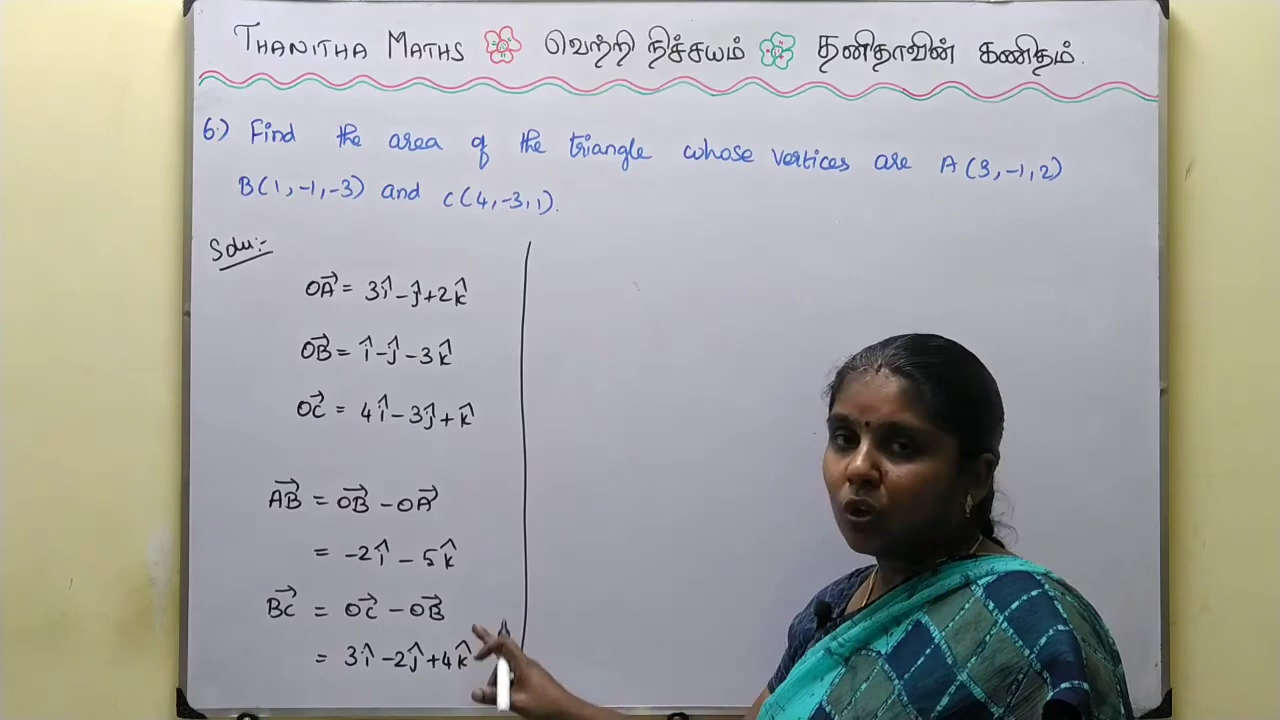 THANITHA MATHS வெற்றி நிச்சயம் தனிதாவின் கணிதம்.
6.) Find the area of the triangle whose vertices are A(3,-1,2)
B(1,-1,-3) and C(4,-3,1).
Solu:-
OA⃗ = 3î - ĵ + 2k̂
OB⃗ = î - ĵ - 3k̂
OC⃗ = 4î - 3ĵ + k̂
AB⃗ = OB⃗ - OA⃗
= -2î - 5k̂
BC⃗ = OC⃗ - OB⃗
= 3î - 2ĵ + 4k̂